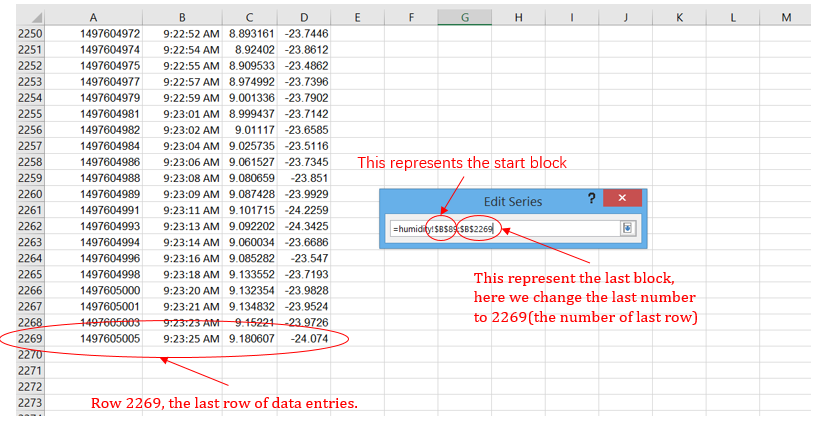 A B C D E F G H I J K L M
2250 1497604972 9:22:52 AM 8.893161 -23.7446
2251 1497604974 9:22:54 AM 8.92402 -23.8612
2252 1497604975 9:22:55 AM 8.909533 -23.4862
2253 1497604977 9:22:57 AM 8.974992 -23.7396
2254 1497604979 9:22:59 AM 9.001336 -23.7902
2255 1497604981 9:23:01 AM 8.999437 -23.7142
2256 1497604982 9:23:02 AM 9.01117 -23.6585
2257 1497604984 9:23:04 AM 9.025735 -23.5116
2258 1497604986 9:23:06 AM 9.061527 -23.7345
This represents the start block
2259 1497604988 9:23:08 AM 9.080659 -23.851
2260 1497604989 9:23:09 AM 9.087428 -23.9929
Edit Series ? x
2261 1497604991 9:23:11 AM 9.101715 -24.2259
2262 1497604993 9:23:13 AM 9.092202 -24.3425
=humidity!$B$89:$B$2269
2263 1497604994 9:23:14 AM 9.060034 -23.6686
2264 1497604996 9:23:16 AM 9.085282 -23.547
2265 1497604998 9:23:18 AM 9.133552 -23.7193
This represent the last block,
2266 1497605000 9:23:20 AM 9.132354 -23.9828
here we change the last number
2267 1497605001 9:23:21 AM 9.134832 -23.9524
to 2269(the number of last row)
2268 1497605003 9:23:23 AM 9.15221 -23.9726
2269 1497605005 9:23:25 AM 9.180607 -24.074
2270
2271
2272
2273
Row 2269, the last row of data entries.